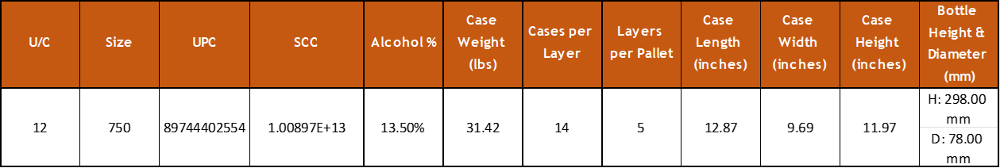 U/C
Size
UPC
SCC
Alcohol %
Case
Weight
(lbs)
Cases per
Layer
Layers
per Pallet
Case
Length
(inches)
Case
Width
(inches)
Case
Height
(inches)
Bottle
Height &
Diameter
(mm)
12
750
89744402554
1.00897E+13
13.50%
31.42
14
5
12.87
9.69
11.97
H: 298.00
mm
D: 78.00
mm